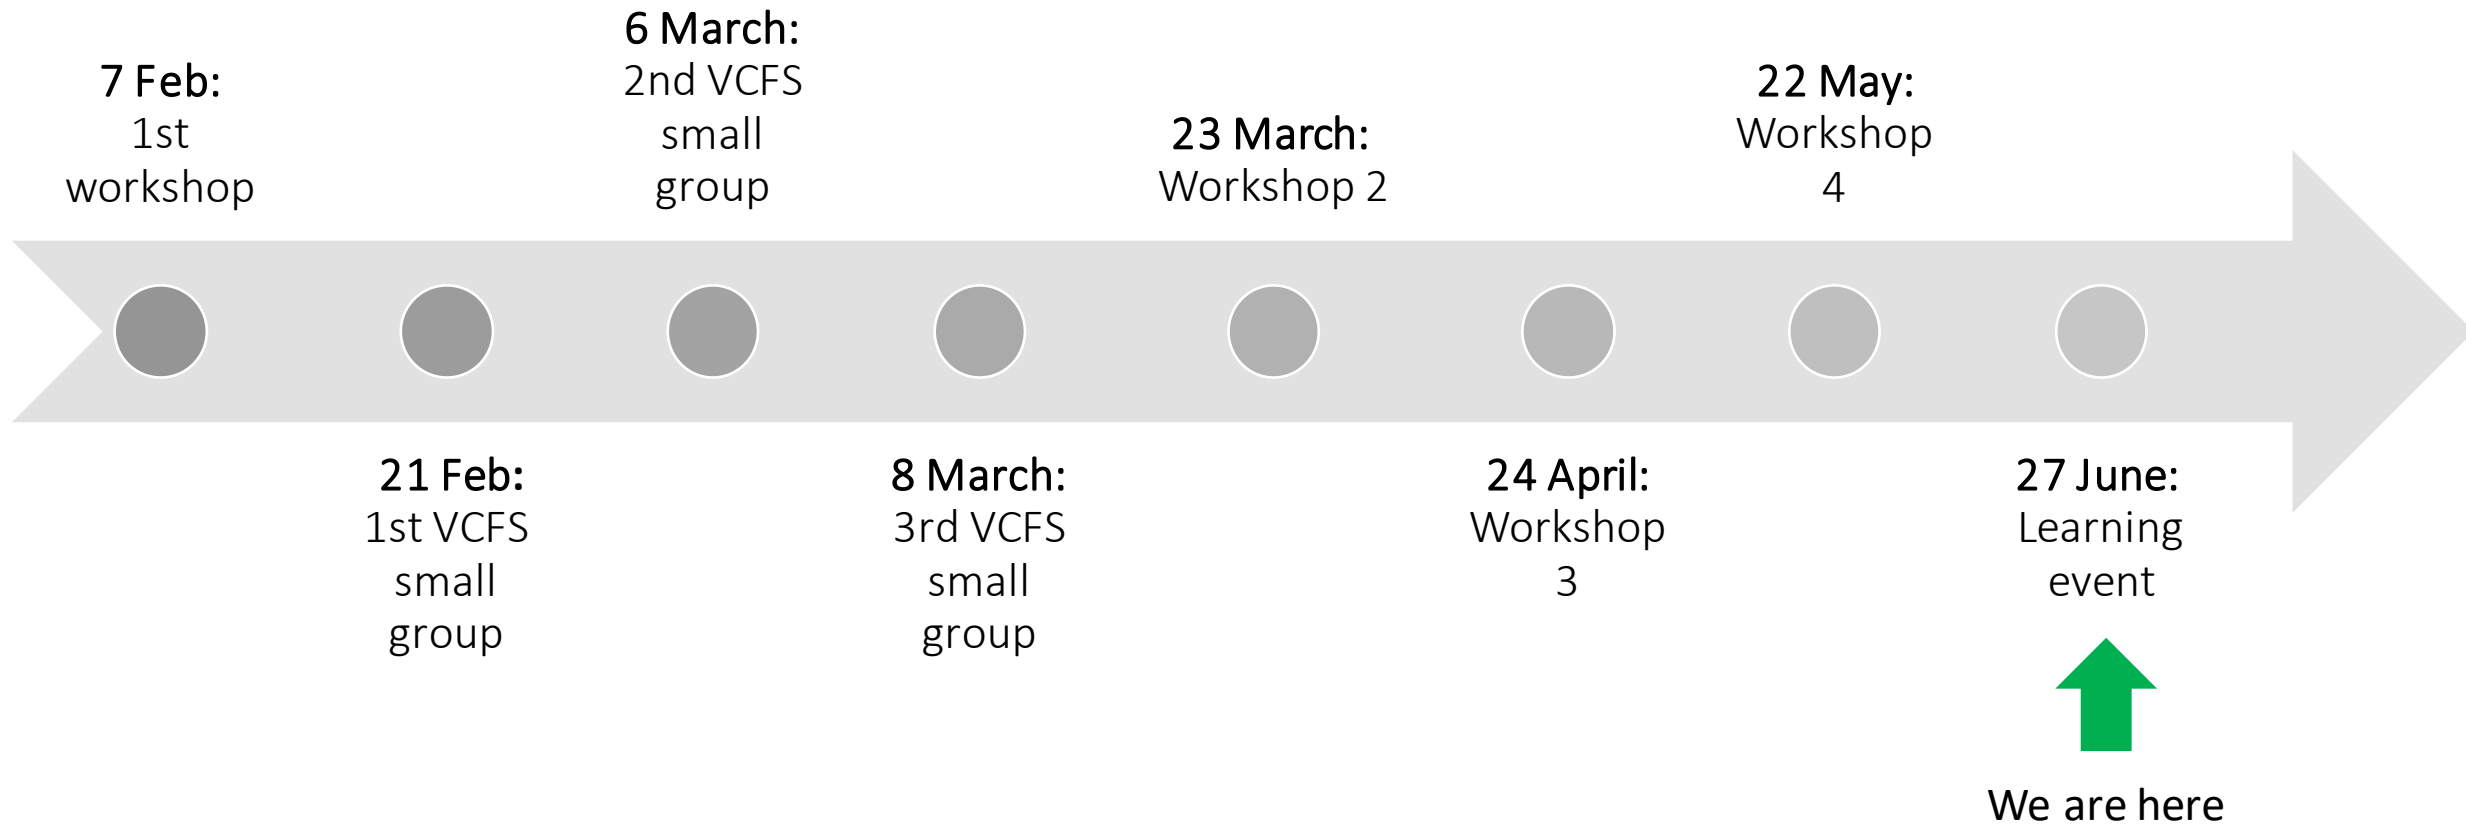 7 Feb:
1st
workshop
21 Feb:
1st VCFS
small
group
6 March:
2nd VCFS
small
group
8 March:
3rd VCFS
small
group
23 March:
Workshop 2
24 April:
Workshop
3
22 May:
Workshop
4
27 June:
Learning
event
We are here